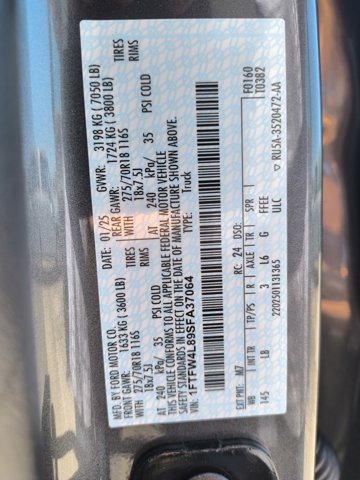 MFD. BY FORD MOTOR CO.
DATE: 01/25 GVWR: 3198 KG (7050 LB)
FRONT GAWR: 1633 KG (3600 LB) REAR GAWR: 1724 KG (3800 LB)
275/70R18 116S TIRES WITH 275/70R18 116S TIRES
18x7.5J RIMS 18x7.5J RIMS
AT 240 kPa/ 35 PSI COLD AT 240 kPa/ 35 PSI COLD
THIS VEHICLE CONFORMS TO ALL APPLICABLE FEDERAL MOTOR VEHICLE
SAFETY STANDARDS IN EFFECT ON THE DATE OF MANUFACTURE SHOWN ABOVE.
1FTFW4L89SFA37064 TYPE: Truck
F0160
T0382
EXT PNT: M7 RC: 24 DSO:
WB INT TR TP/PS R AXLE TR SPR
145 LB 3 L6 G FFEE
2202501131365 ULC
RU5A-3520472-AA